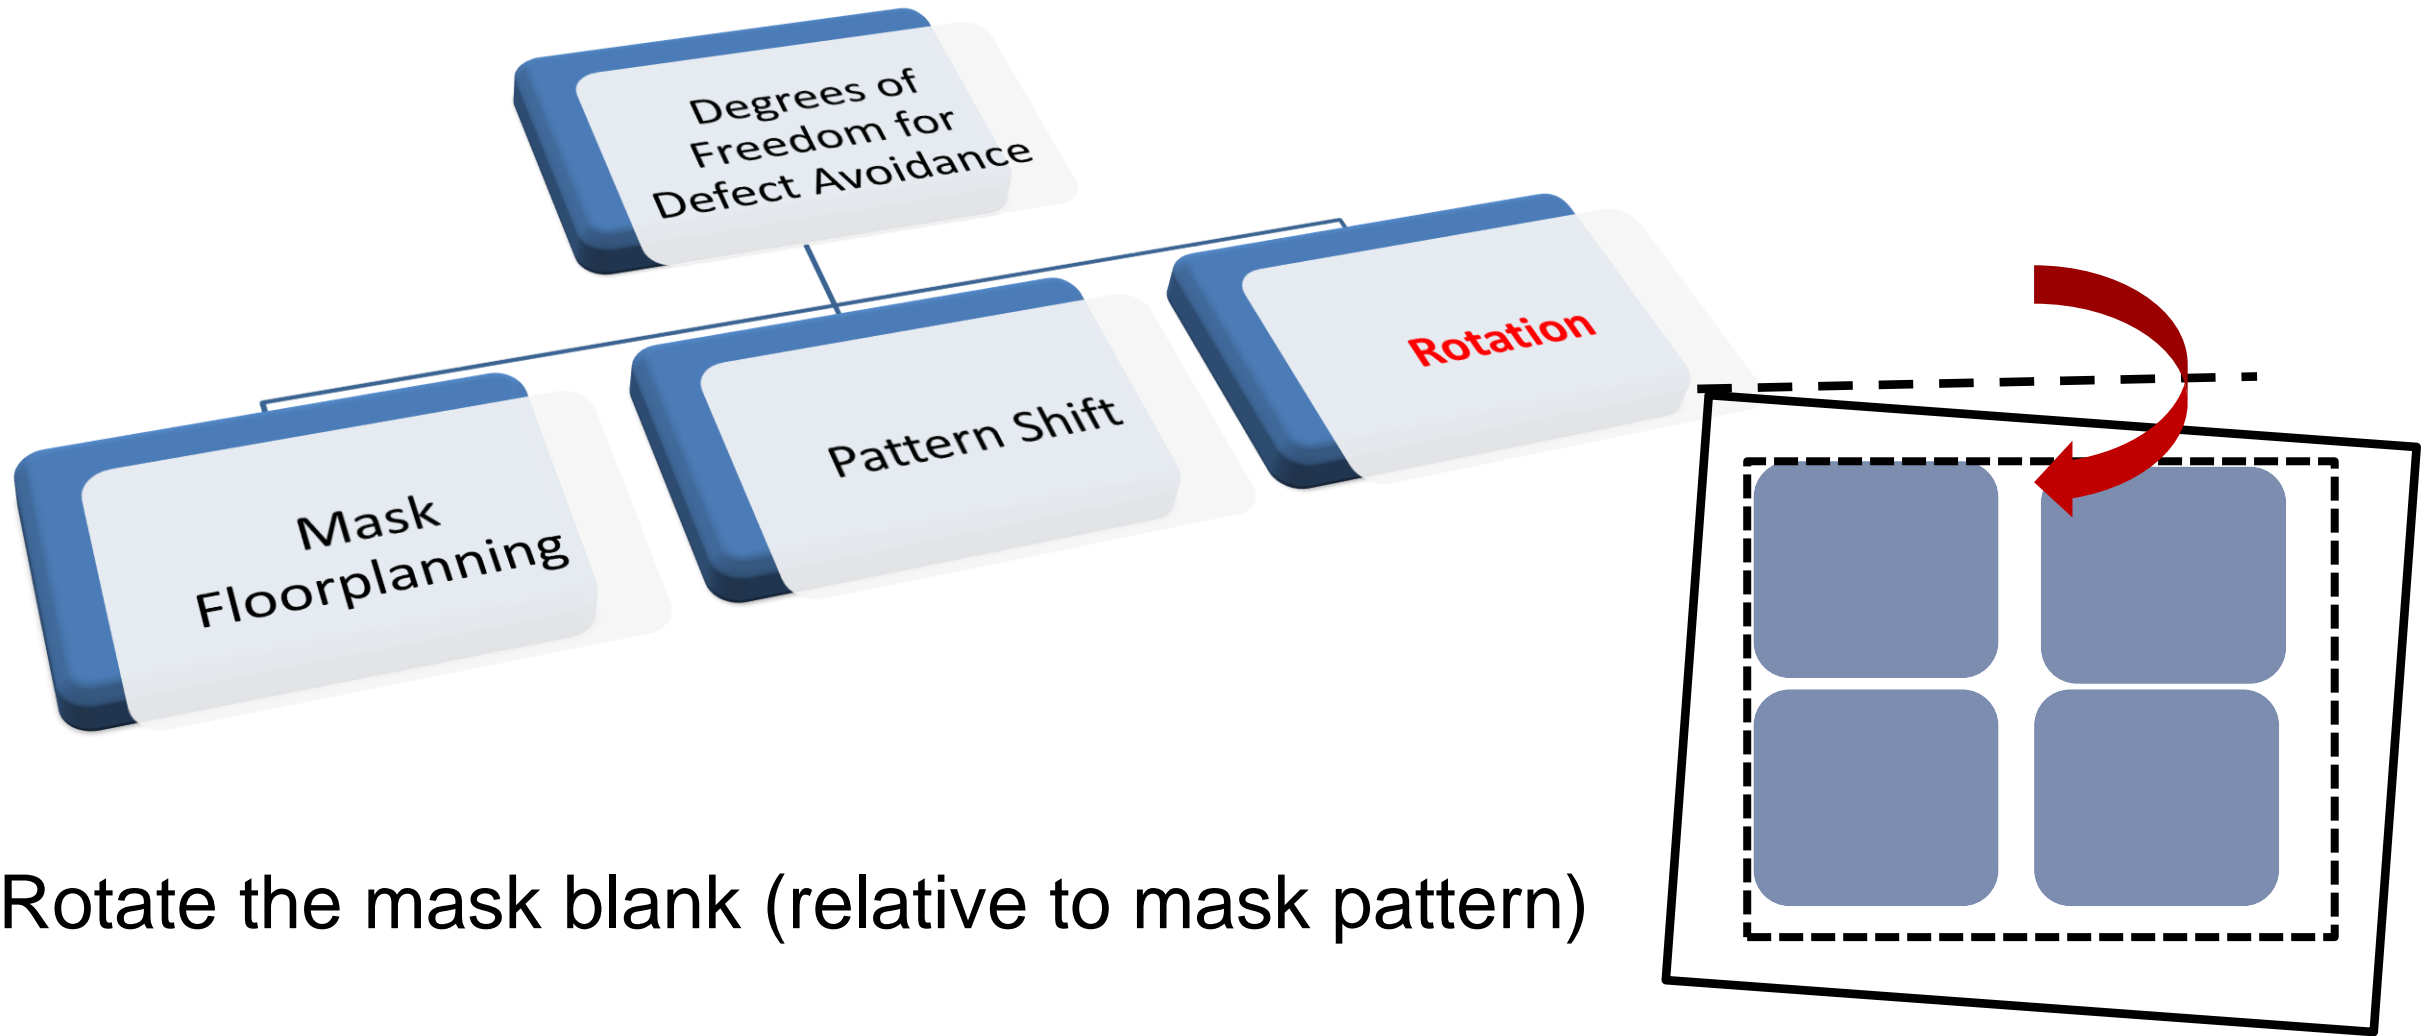 Degrees of
Freedom for
Defect Avoidance
Rotation
Pattern Shift
Mask
Floorplanning
Rotate the mask blank (relative to mask pattern)